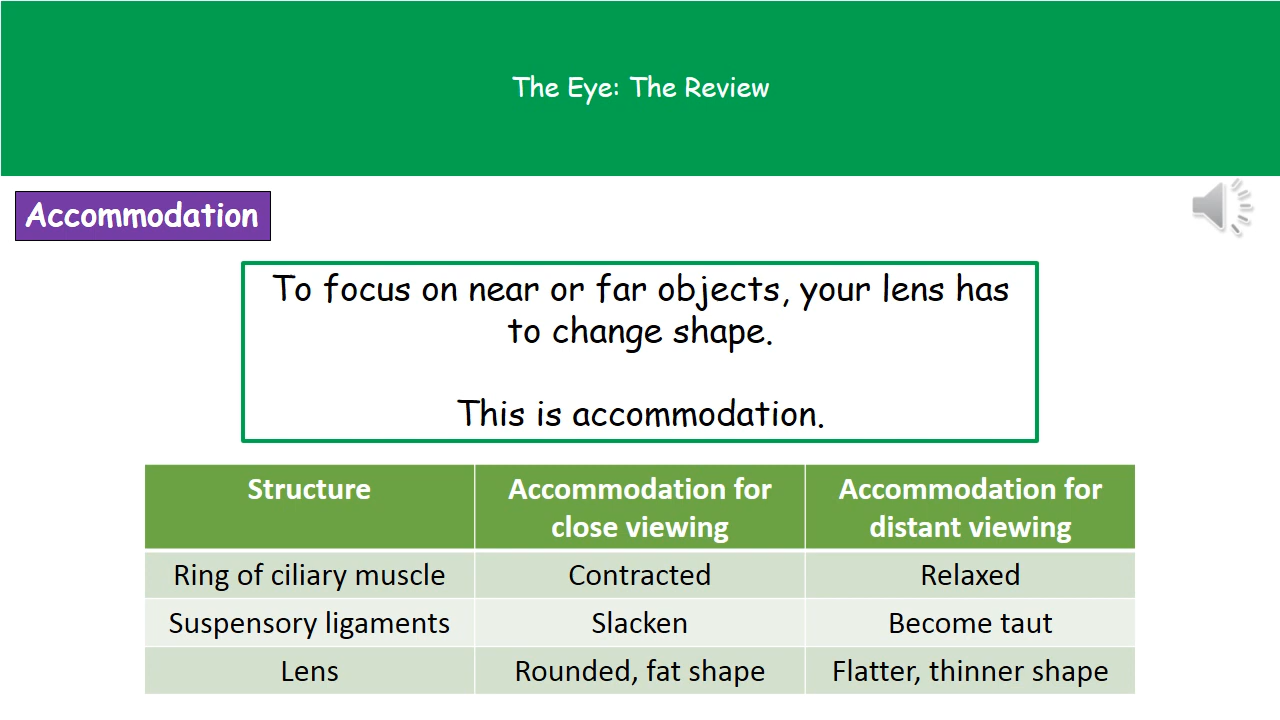 The Eye: The Review
Accommodation
To focus on near or far objects, your lens has
to change shape.
This is accommodation.
Structure
Accommodation for
close viewing
Accommodation for
distant viewing
Ring of ciliary muscle
Contracted
Relaxed
Suspensory ligaments
Slacken
Become taut
Lens
Rounded, fat shape
Flatter, thinner shape